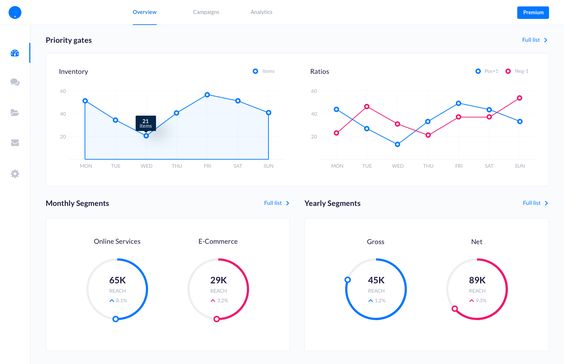 Overview Campaigns Analytics Premium
Priority gates Full list
Inventory Items
60
40
20
21
Items
MON TUE WED THU FRI SAT SUN
Ratios Pos+1 Neg-1
60
40
20
MON TUE WED THU FRI SAT SUN
Monthly Segments Full list
Online Services E-Commerce
65K 29K
REACH REACH
0.1% 3.2%
Yearly Segments Full list
Gross Net
45K 89K
REACH REACH
1.2%